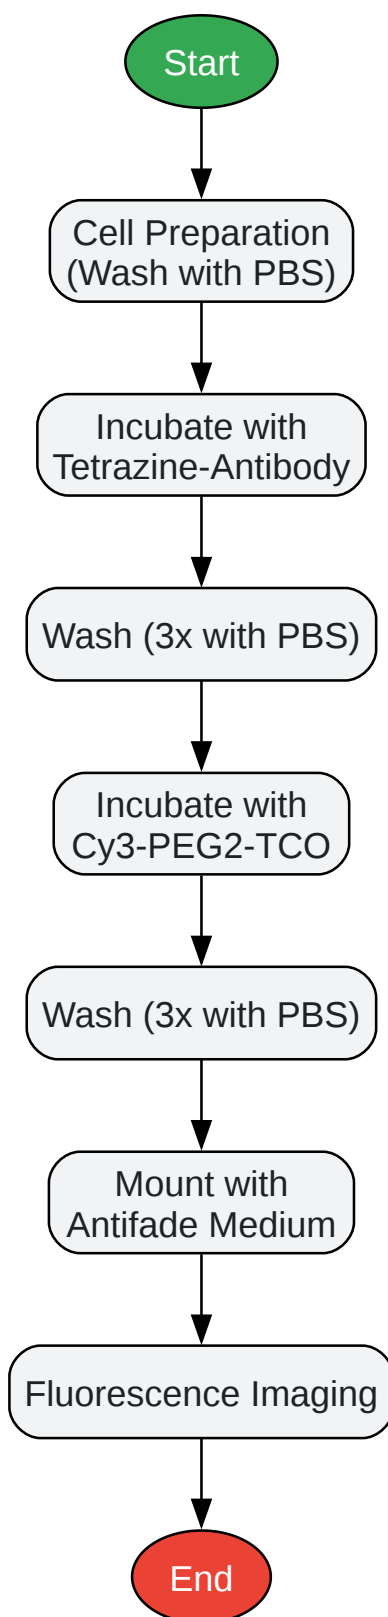 Start
Cell Preparation
(Wash with PBS)
Incubate with
Tetrazine-Antibody
Wash (3x with PBS)
Incubate with
Cy3-PEG2-TCO
Wash (3x with PBS)
Mount with
Antifade Medium
Fluorescence Imaging
End